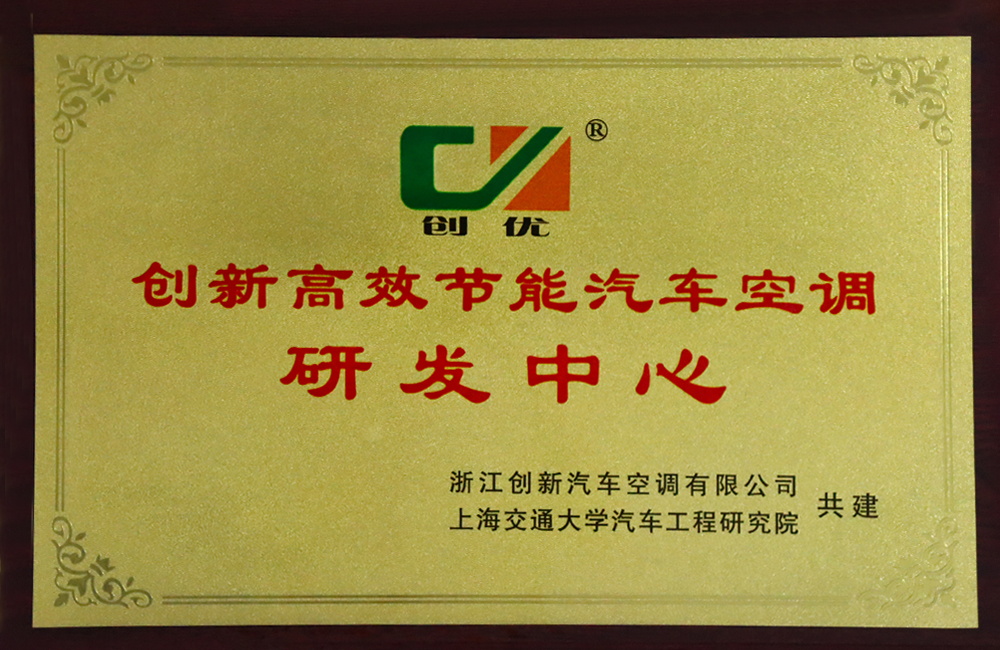 ®
创优
创新高效节能汽车空调
研发中心
浙江创新汽车空调有限公司
上海交通大学汽车工程研究院
共建